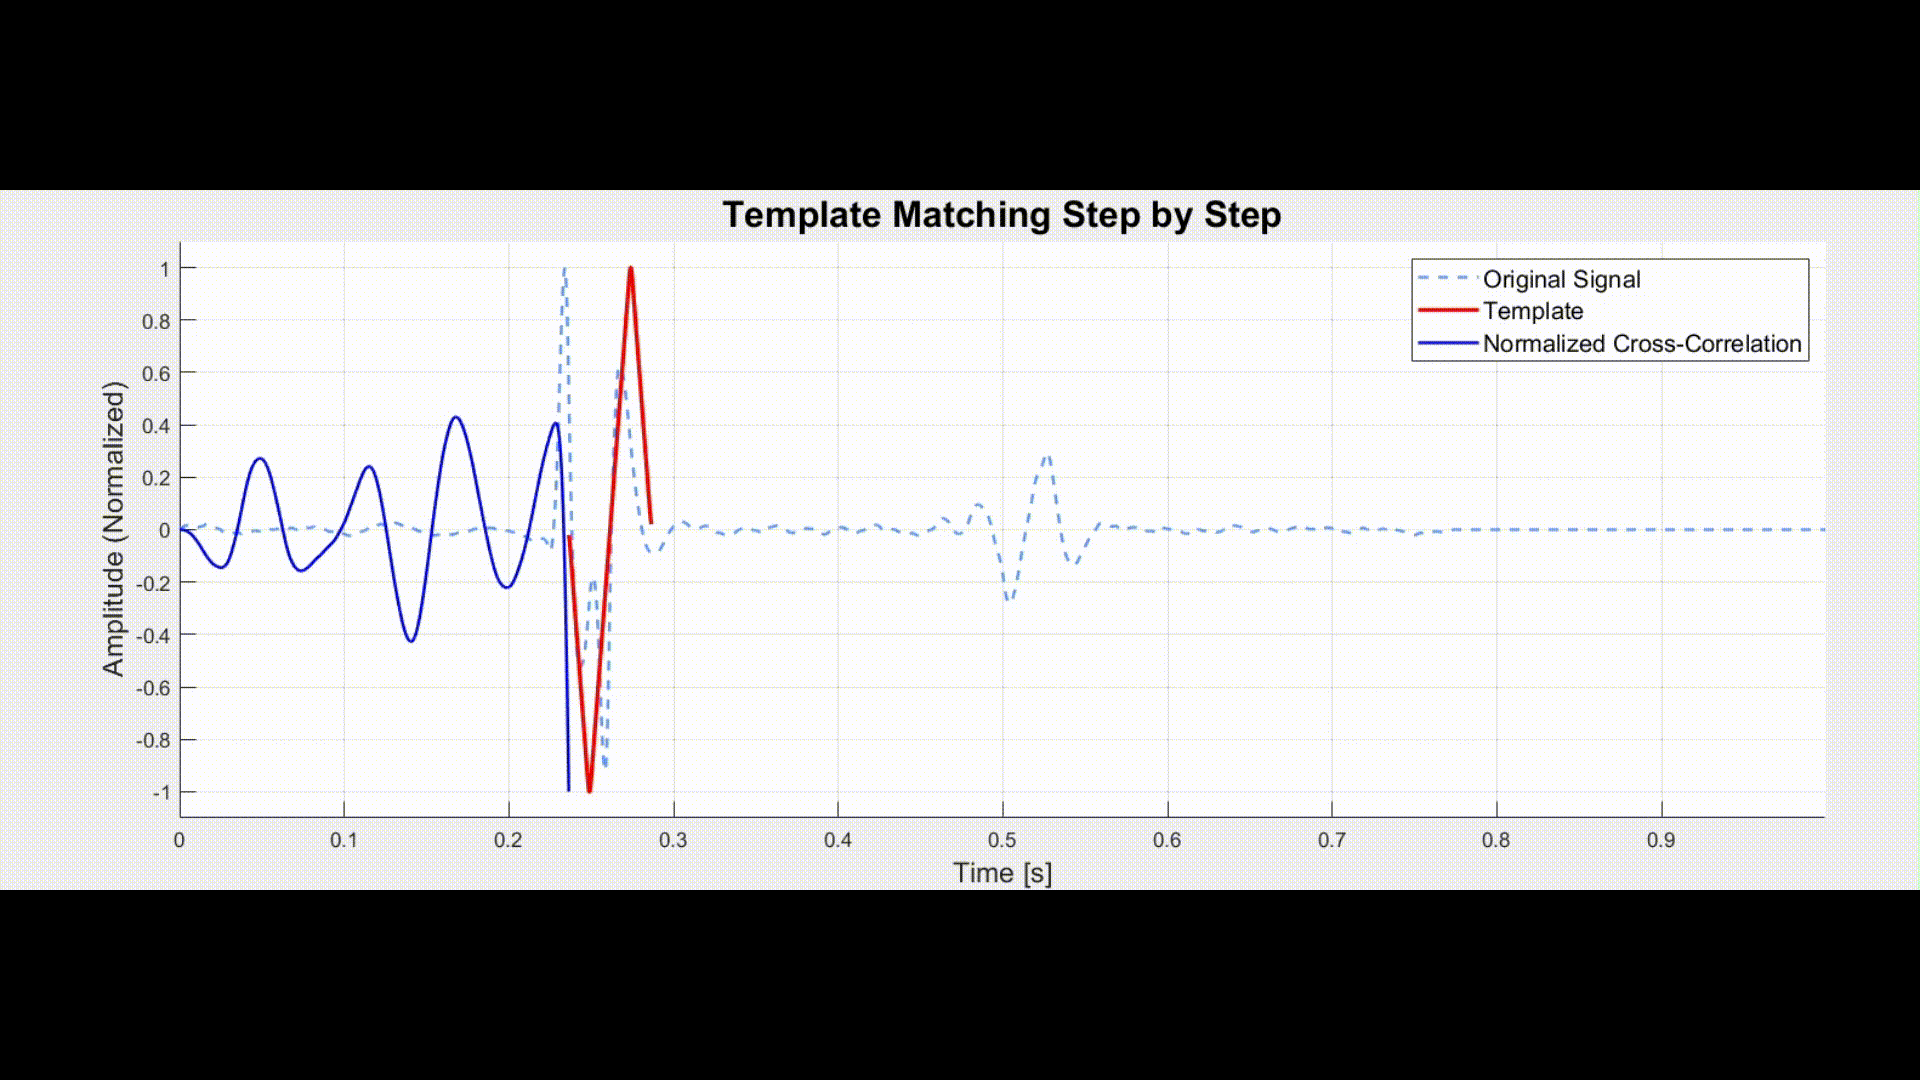 Template Matching Step by Step
Original Signal
Template
Normalized Cross-Correlation
Amplitude (Normalized)
1
0.8
0.6
0.4
0.2
0
-0.2
-0.4
-0.6
-0.8
-1
0 0.1 0.2 0.3 0.4 0.5 0.6 0.7 0.8 0.9
Time [s]